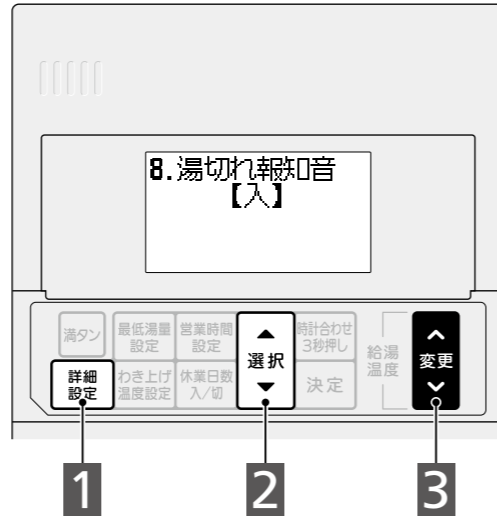 8.湯切れ報知音
【入】
満タン
最低湯量
設定
営業時間
設定
選択
時計合わせ
3秒押し
給湯
温度
変更
詳細
設定
わき上げ
温度設定
休業日数
入/切
決定
1
2
3